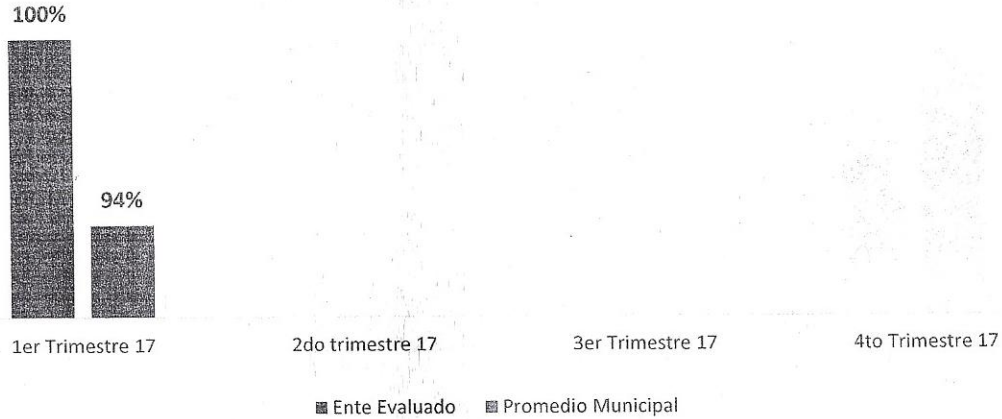 100%
94%
1er Trimestre 17 2do trimestre 17 3er Trimestre 17 4to Trimestre 17
Ente Evaluado Promedio Municipal